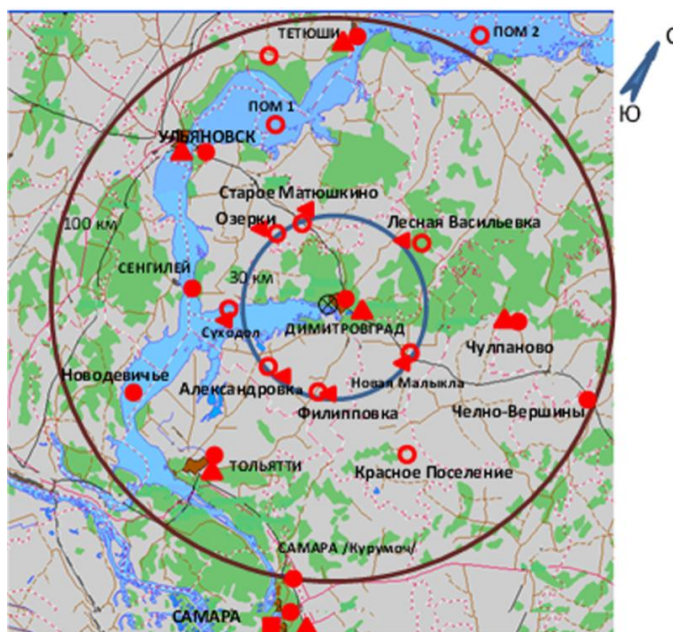 ТЕТЮШИ
ПОМ 2
С
Ю
ПОМ 1
УЛЬЯНОВСК
Старое Матюшкино
Озерки
Лесная Васильевка
100 км
СЕНГИЛЕЙ
30 км
ДИМИТРОВГРАД
Суходол
Чулпаново
Новодевичье
Александровка
Новая Малыкла
Филипповка
Челно-Вершины
ТОЛЬЯТТИ
Красное Поселение
САМАРА /Курумоч/
САМАРА